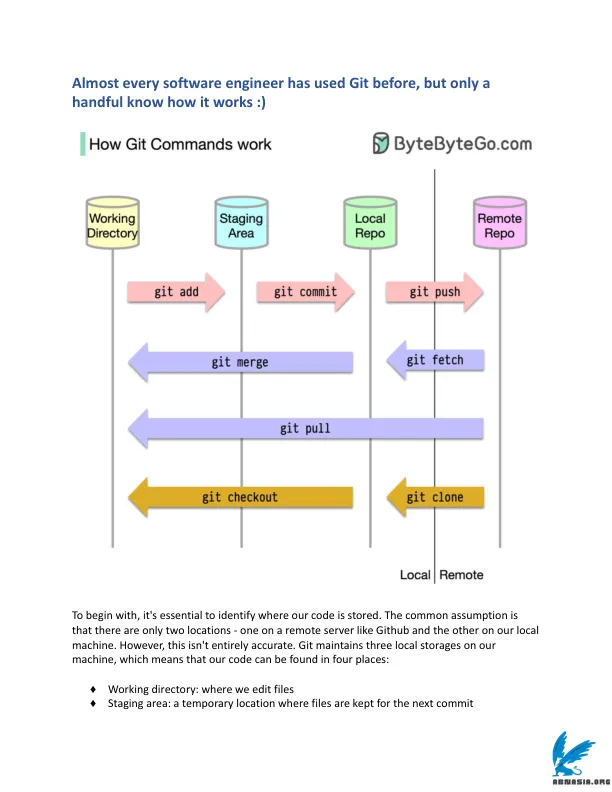 Almost every software engineer has used Git before, but only a
handful know how it works :)
How Git Commands work
ByteByteGo.com
Working
Directory
Staging
Area
Local
Repo
Remote
Repo
git add
git commit
git push
git merge
git fetch
git pull
git checkout
git clone
Local
Remote
To begin with, it's essential to identify where our code is stored. The common assumption is
that there are only two locations - one on a remote server like Github and the other on our local
machine. However, this isn't entirely accurate. Git maintains three local storages on our
machine, which means that our code can be found in four places:
♦ Working directory: where we edit files
♦ Staging area: a temporary location where files are kept for the next commit
ABNASIA.ORG